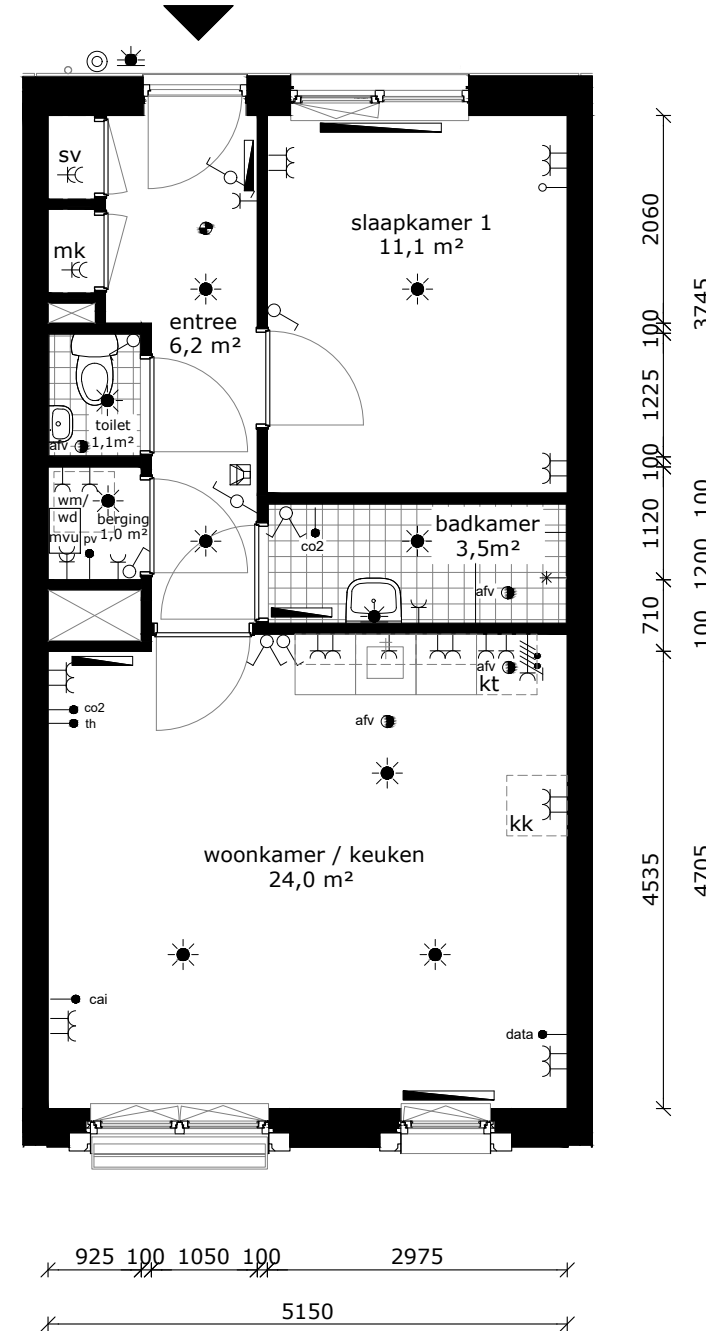 sv
mk
slaapkamer 1
11,1 m²
entree
6,2 m²
toilet
1,1m²
afv
wm/
wd
mvu
pv
berging
1,0 m²
co2
badkamer
3,5m²
afv
afv
kt
afv
co2
th
kk
woonkamer / keuken
24,0 m²
cai
data
2060
100
1225
100
1120
710
4535
3745
100
1200
100
4705
925
100
1050
100
2975
5150